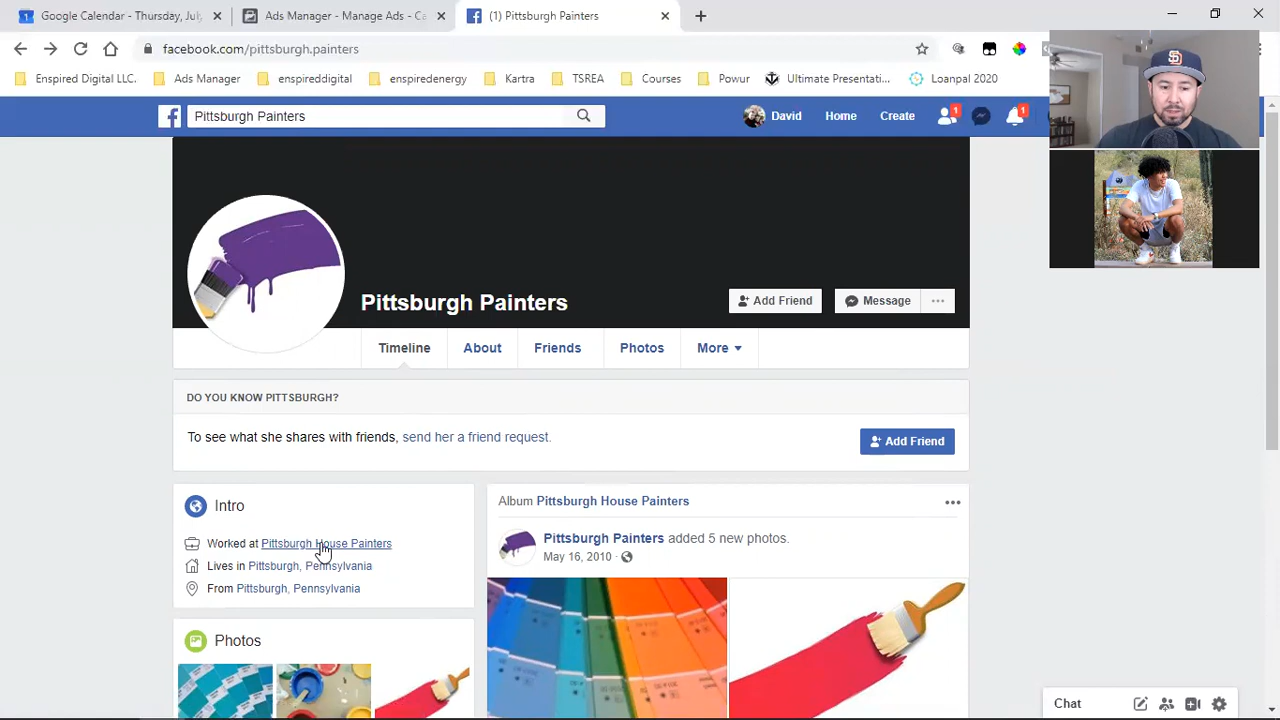 Google Calendar - Thursday, July
Ads Manager - Manage Ads - Ca
(1) Pittsburgh Painters
facebook.com/pittsburgh.painters
Enspired Digital LLC.
Ads Manager
enspireddigital
enspiredenergy
Kartra
TSREA
Courses
Powur
Ultimate Presentati...
Loanpal 2020
Pittsburgh Painters
David
Home
Create
1
1
Pittsburgh Painters
Add Friend
Message
Timeline
About
Friends
Photos
More
DO YOU KNOW PITTSBURGH?
To see what she shares with friends, send her a friend request.
Add Friend
Intro
Worked at Pittsburgh House Painters
Lives in Pittsburgh, Pennsylvania
From Pittsburgh, Pennsylvania
Photos
Album Pittsburgh House Painters
Pittsburgh Painters added 5 new photos.
May 16, 2010
Chat